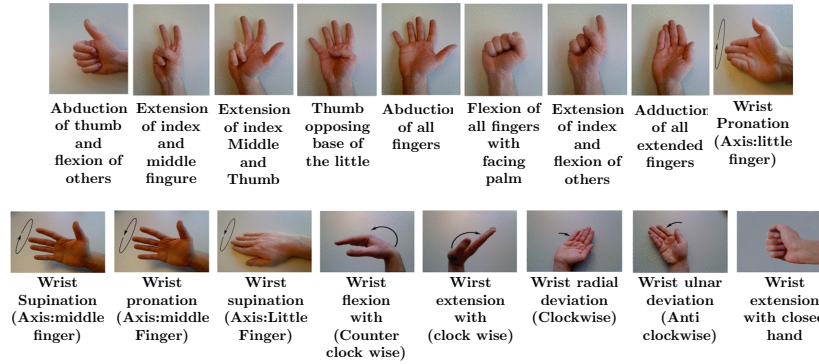 Abduction
of thumb
and
flexion of
others
Extension
of index
and
middle
fingure
Extension
of index
Middle
and
Thumb
Thumb
opposing
base of
the little
Abduction
of all
fingers
Flexion of
all fingers
with
facing
palm
Extension
of index
and
flexion of
others
Adduction
of all
extended
fingers
Wrist
Pronation
(Axis:little
finger)
Wrist
Supination
(Axis:middle
finger)
Wrist
pronation
(Axis:middle
Finger)
Wirst
supination
(Axis:Little
Finger)
Wrist
flexion
with
(Counter
clock wise)
Wirst
extension
with
(clock wise)
Wrist radial
deviation
(Clockwise)
Wrist ulnar
deviation
(Anti
clockwise)
Wrist
extension
with closed
hand